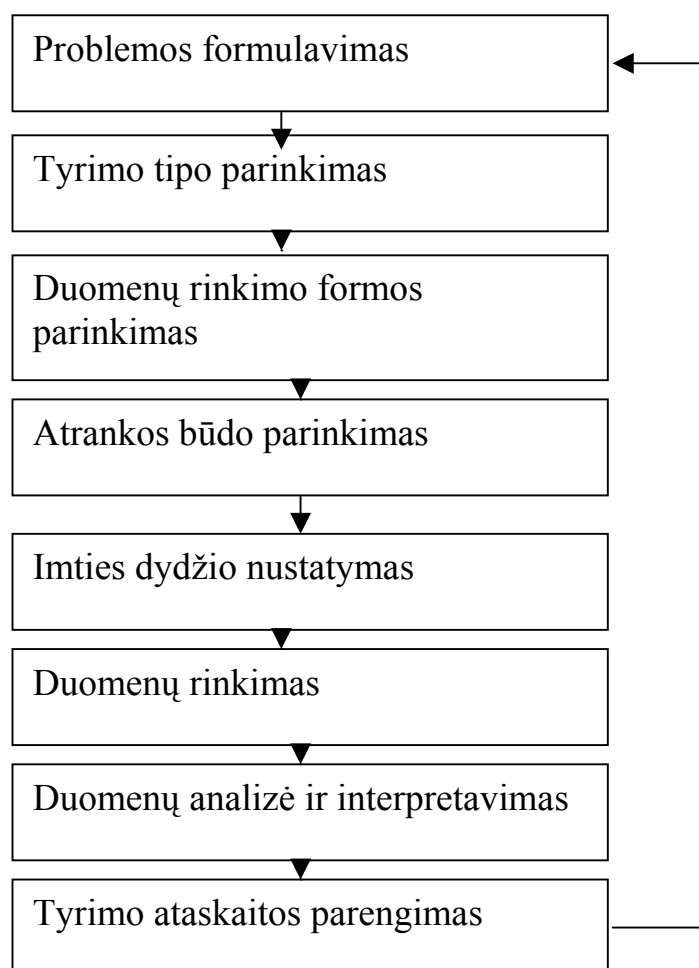 Problemos formulavimas
Tyrimo tipo parinkimas
Duomenų rinkimo formos
parinkimas
Atrankos būdo parinkimas
Imties dydžio nustatymas
Duomenų rinkimas
Duomenų analizė ir interpretavimas
Tyrimo ataskaitos parengimas